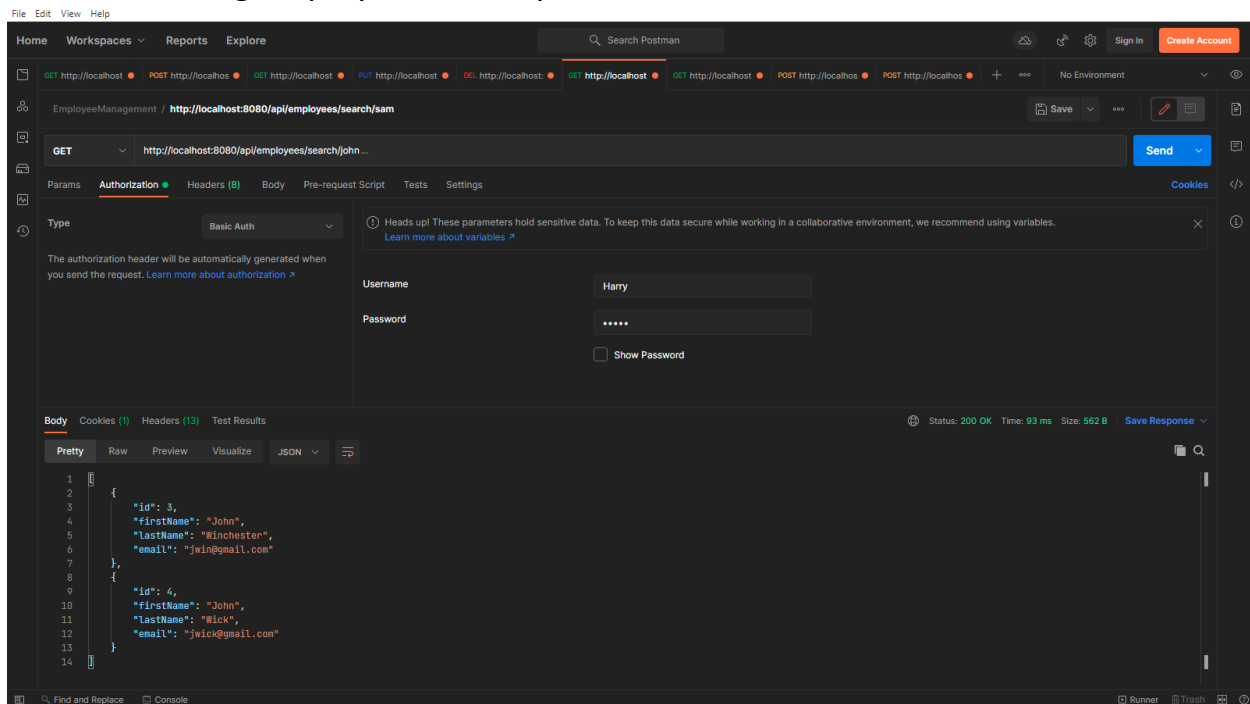 File Edit View Help
Home Workspaces Reports Explore Search Postman Sign In Create Account
GET http://localhost POST http://localhos GET http://localhost PUT http://localhost DEL http://localhost: GET http://localhost GET http://localhost POST http://localhos POST http://localhos No Environment
EmployeeManagement / http://localhost:8080/api/employees/search/sam Save
GET http://localhost:8080/api/employees/search/john... Send
Params Authorization Headers (8) Body Pre-request Script Tests Settings Cookies
Type Basic Auth
The authorization header will be automatically generated when
you send the request. Learn more about authorization
Heads up! These parameters hold sensitive data. To keep this data secure while working in a collaborative environment, we recommend using variables.
Learn more about variables
Username Harry
Password •••••
Show Password
Body Cookies (1) Headers (13) Test Results Status: 200 OK Time: 93 ms Size: 562 B Save Response
Pretty Raw Preview Visualize JSON
1 [
2 {
3 "id": 3,
4 "firstName": "John",
5 "lastName": "Winchester",
6 "email": "jwin@gmail.com"
7 },
8 {
9 "id": 4,
10 "firstName": "John",
11 "lastName": "Wick",
12 "email": "jwick@gmail.com"
13 }
14 ]
Find and Replace Console Runner Trash